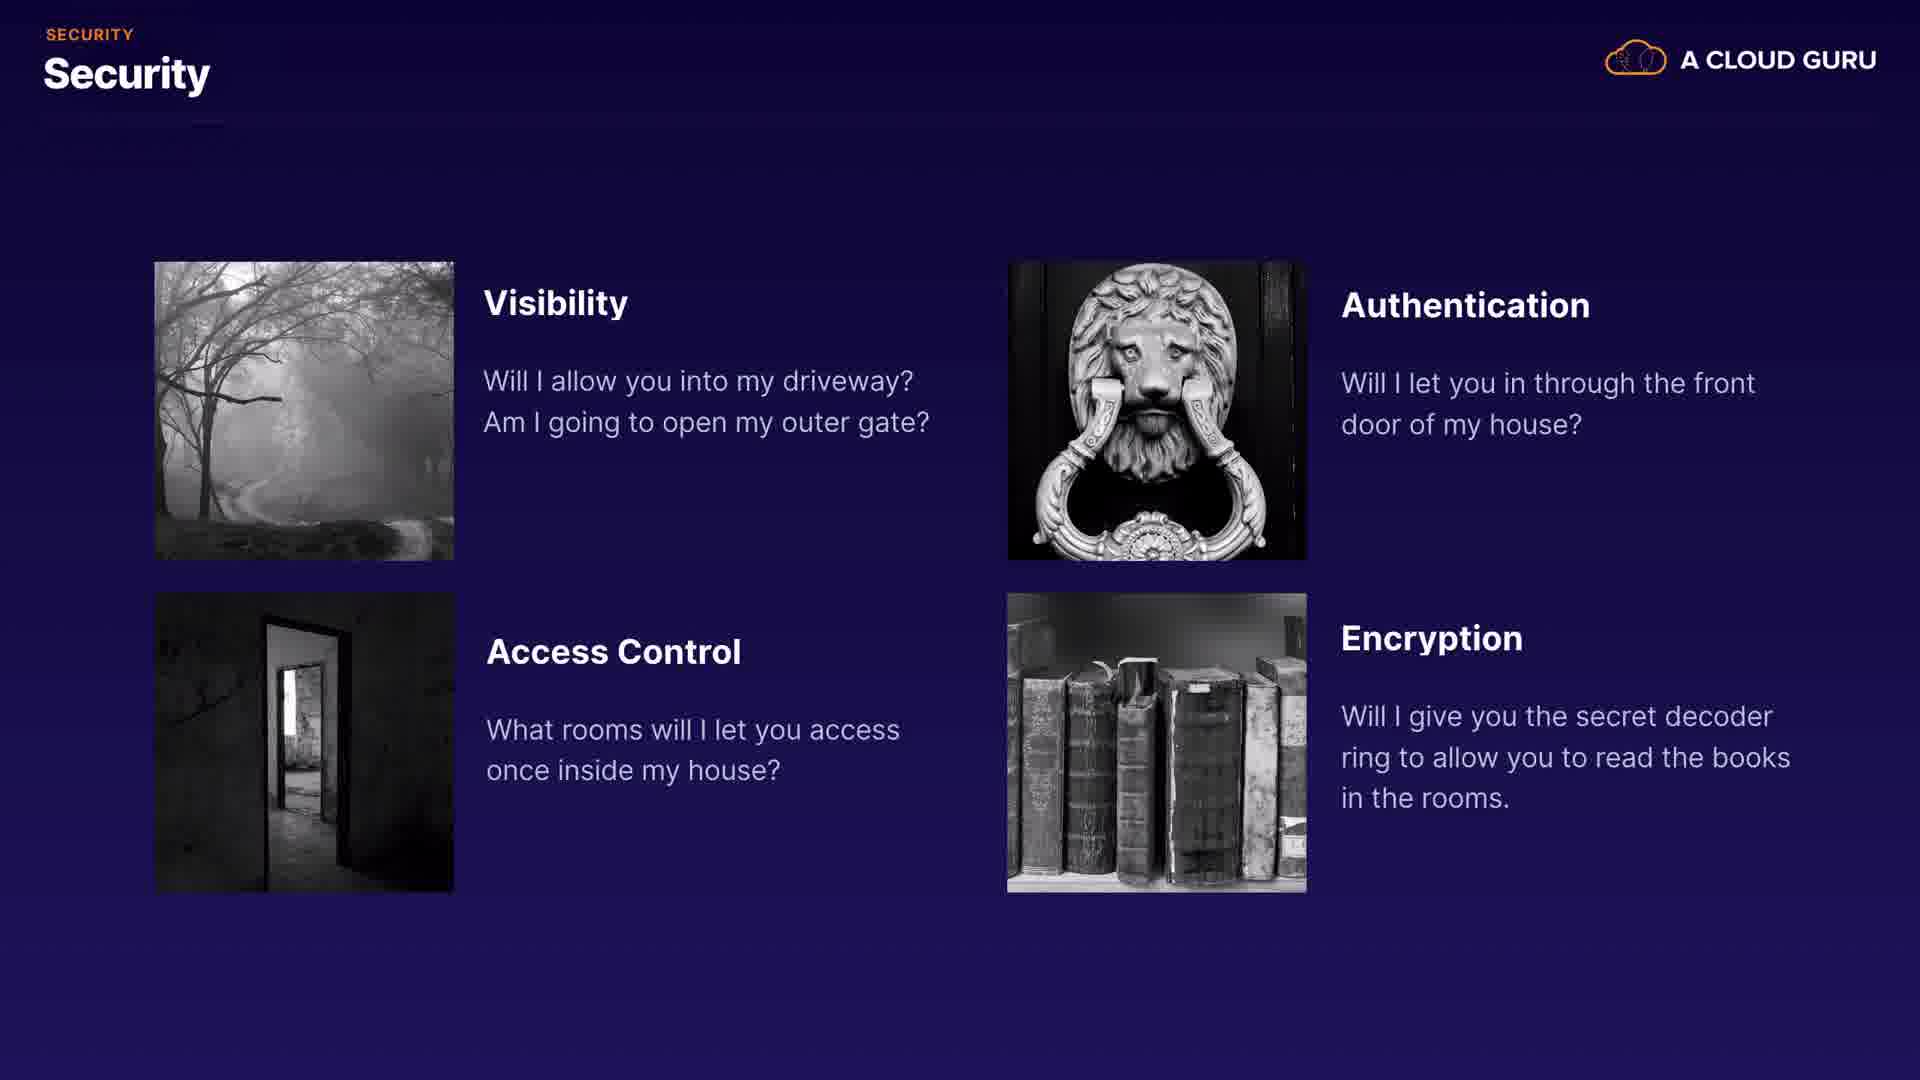 SECURITY
Security
A CLOUD GURU
Visibility
Will I allow you into my driveway?
Am I going to open my outer gate?
Authentication
Will I let you in through the front
door of my house?
Access Control
What rooms will I let you access
once inside my house?
Encryption
Will I give you the secret decoder
ring to allow you to read the books
in the rooms.